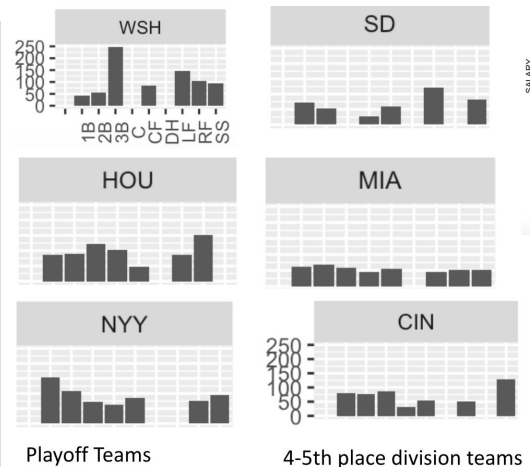 WSH
250
200
150
100
50
0
1B
2B
3B
C
CF
DH
LF
RF
SS
SD
SALARY
HOU
MIA
NYY
CIN
250
200
150
100
50
0
Playoff Teams
4-5th place division teams